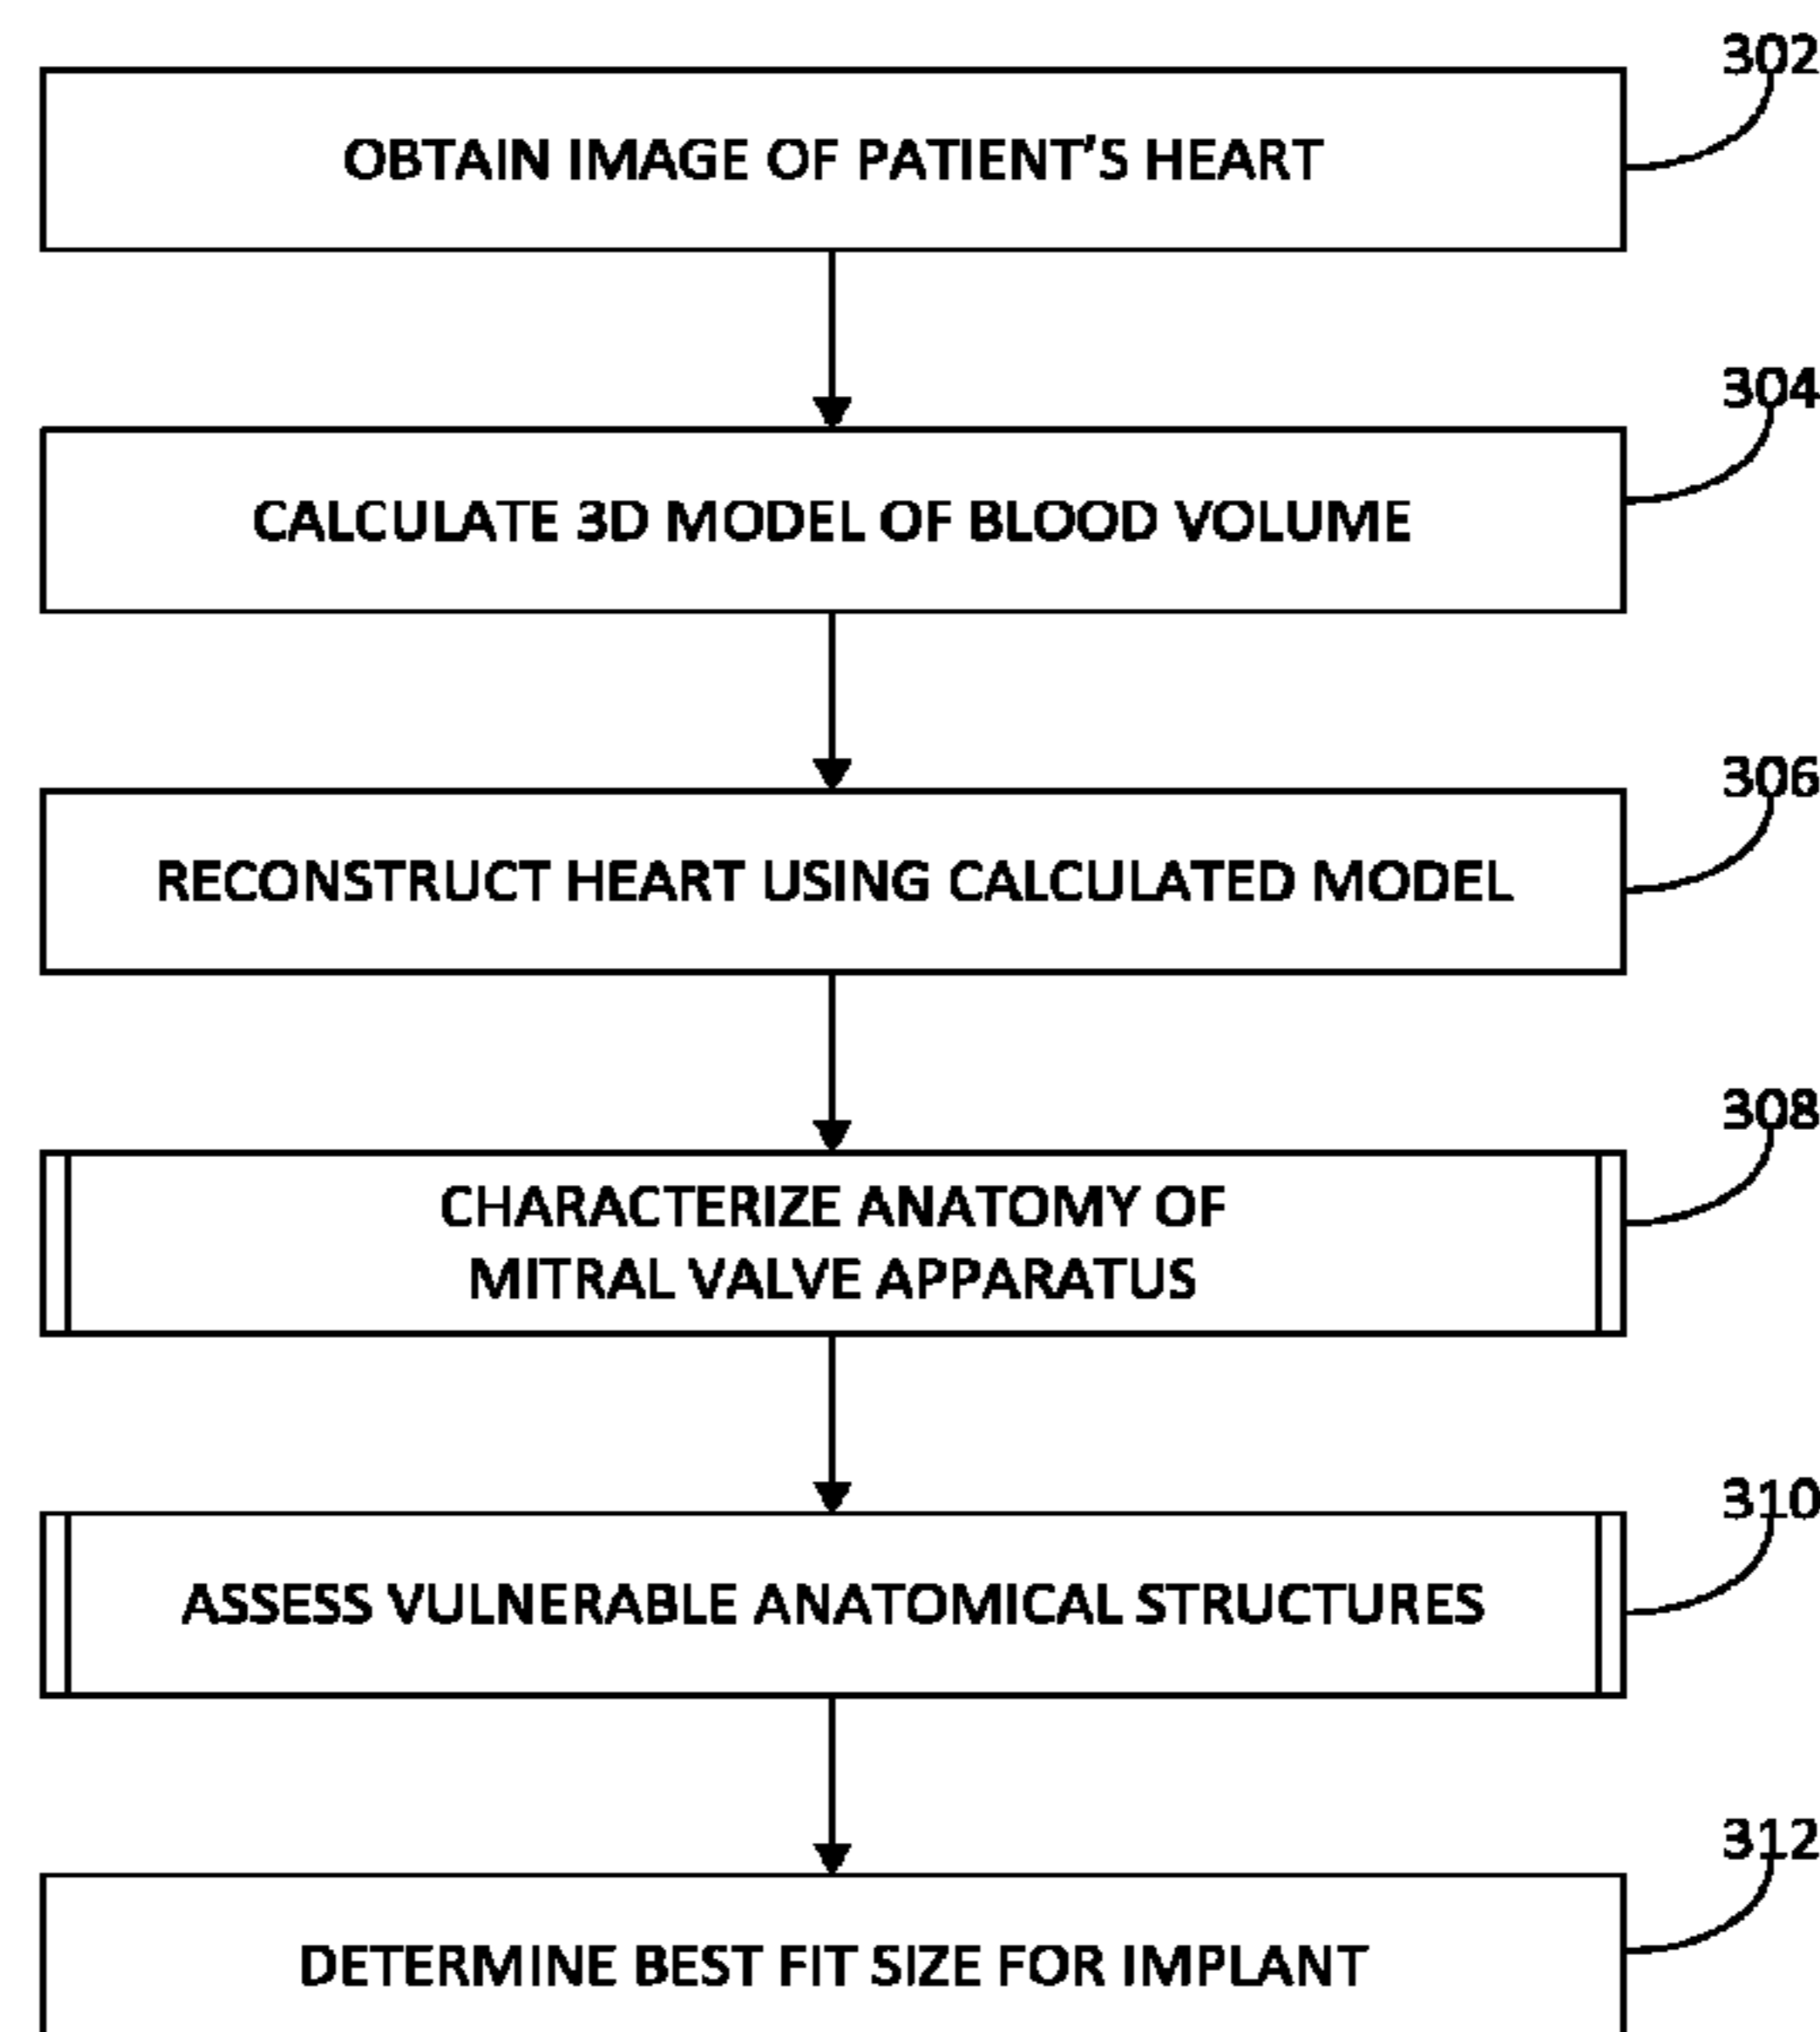 302
OBTAIN IMAGE OF PATIENT'S HEART
304
CALCULATE 3D MODEL OF BLOOD VOLUME
306
RECONSTRUCT HEART USING CALCULATED MODEL
308
CHARACTERIZE ANATOMY OF
MITRAL VALVE APPARATUS
310
ASSESS VULNERABLE ANATOMICAL STRUCTURES
312
DETERMINE BEST FIT SIZE FOR IMPLANT